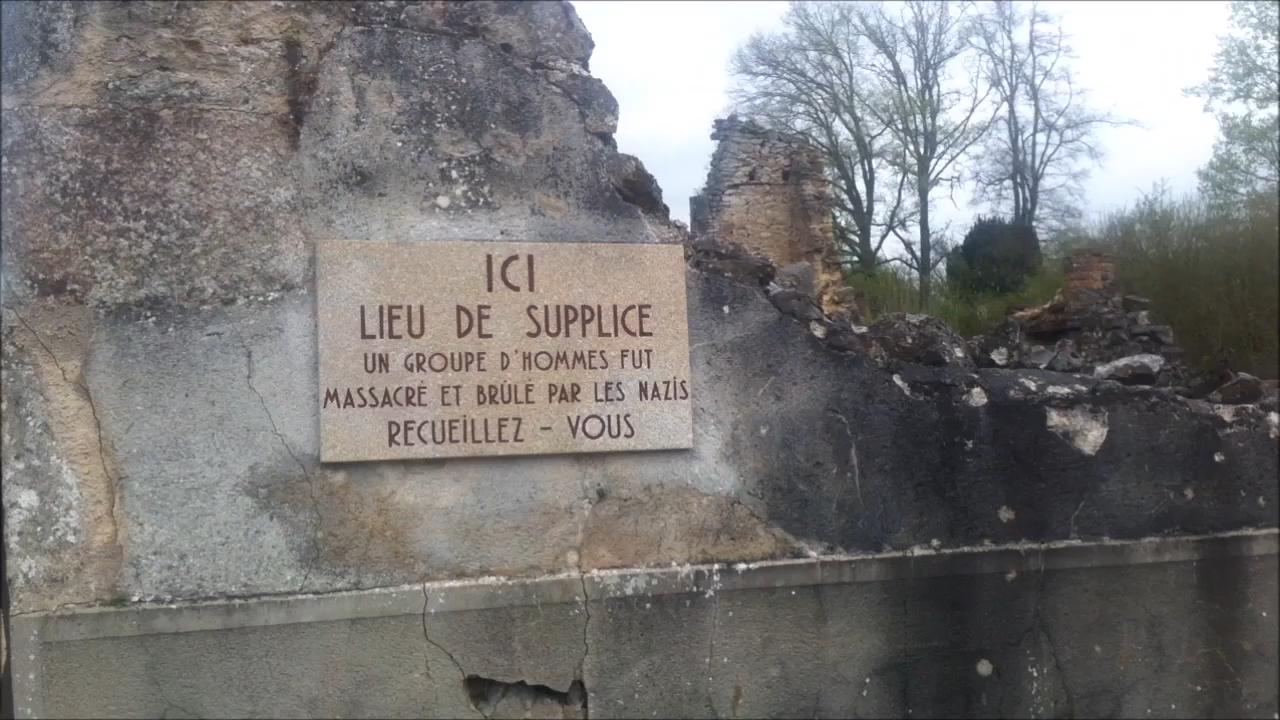 ICI
LIEU DE SUPPLICE
UN GROUPE D'HOMMES FUT
MASSACRÉ ET BRÛLÉ PAR LES NAZIS
RECUEILLEZ - VOUS